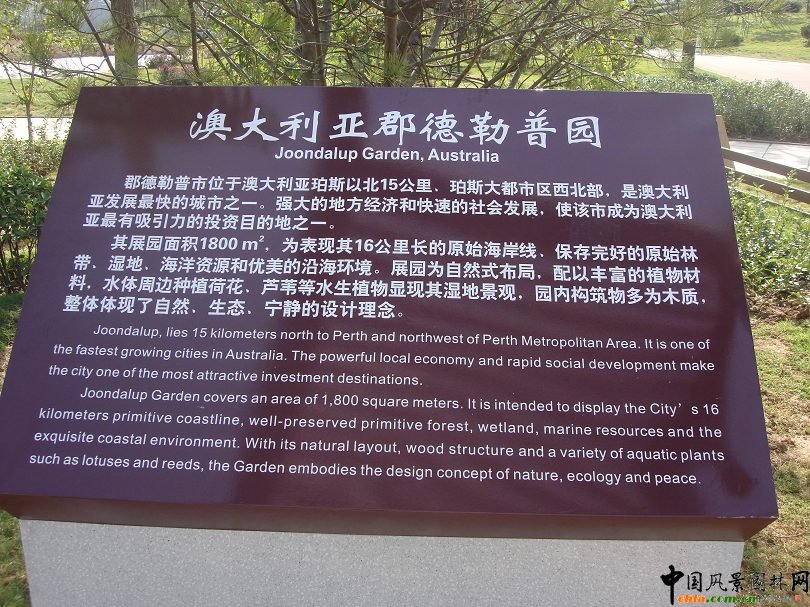 澳大利亚郡德勒普园
Joondalup Garden, Australia
郡德勒普市位于澳大利亚珀斯以北15公里、珀斯大都市区西北部，是澳大利
亚发展最快的城市之一。强大的地方经济和快速的社会发展，使该市成为澳大利
亚最有吸引力的投资目的地之一。
其展园面积1800 m²，为表现其16公里长的原始海岸线、保存完好的原始林
带、湿地、海洋资源和优美的沿海环境。展园为自然式布局，配以丰富的植物材
料，水体周边种植荷花、芦苇等水生植物显现其湿地景观，园内构筑物多为木质，
整体体现了自然、生态、宁静的设计理念。
Joondalup, lies 15 kilometers north to Perth and northwest of Perth Metropolitan Area. It is one of
the fastest growing cities in Australia. The powerful local economy and rapid social development make
the city one of the most attractive investment destinations.
Joondalup Garden covers an area of 1,800 square meters. It is intended to display the City's 16
kilometers primitive coastline, well-preserved primitive forest, wetland, marine resources and the
exquisite coastal environment. With its natural layout, wood structure and a variety of aquatic plants
such as lotuses and reeds, the Garden embodies the design concept of nature, ecology and peace.
中国风景园林网